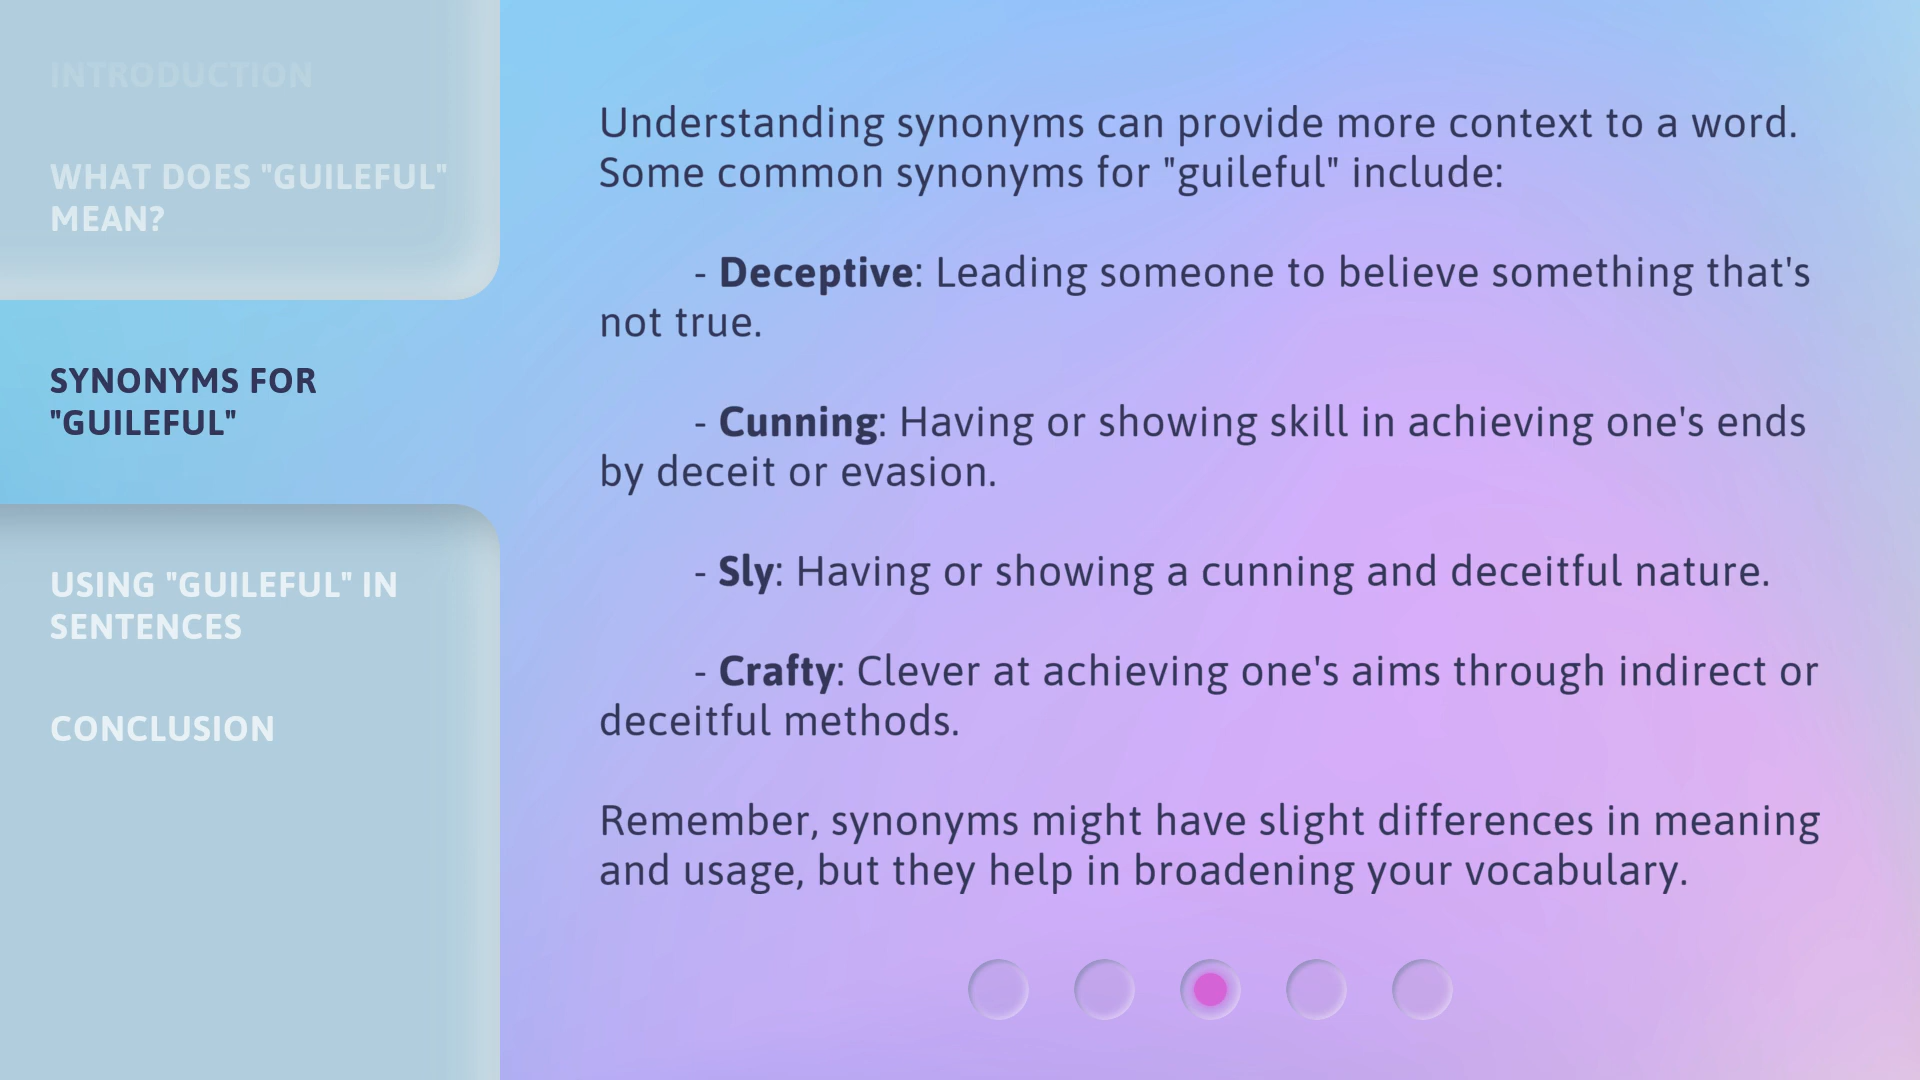 INTRODUCTION
WHAT DOES "GUILEFUL"
MEAN?
SYNONYMS FOR
"GUILEFUL"
USING "GUILEFUL" IN
SENTENCES
CONCLUSION
Understanding synonyms can provide more context to a word.
Some common synonyms for "guileful" include:
- Deceptive: Leading someone to believe something that's
not true.
- Cunning: Having or showing skill in achieving one's ends
by deceit or evasion.
- Sly: Having or showing a cunning and deceitful nature.
- Crafty: Clever at achieving one's aims through indirect or
deceitful methods.
Remember, synonyms might have slight differences in meaning
and usage, but they help in broadening your vocabulary.